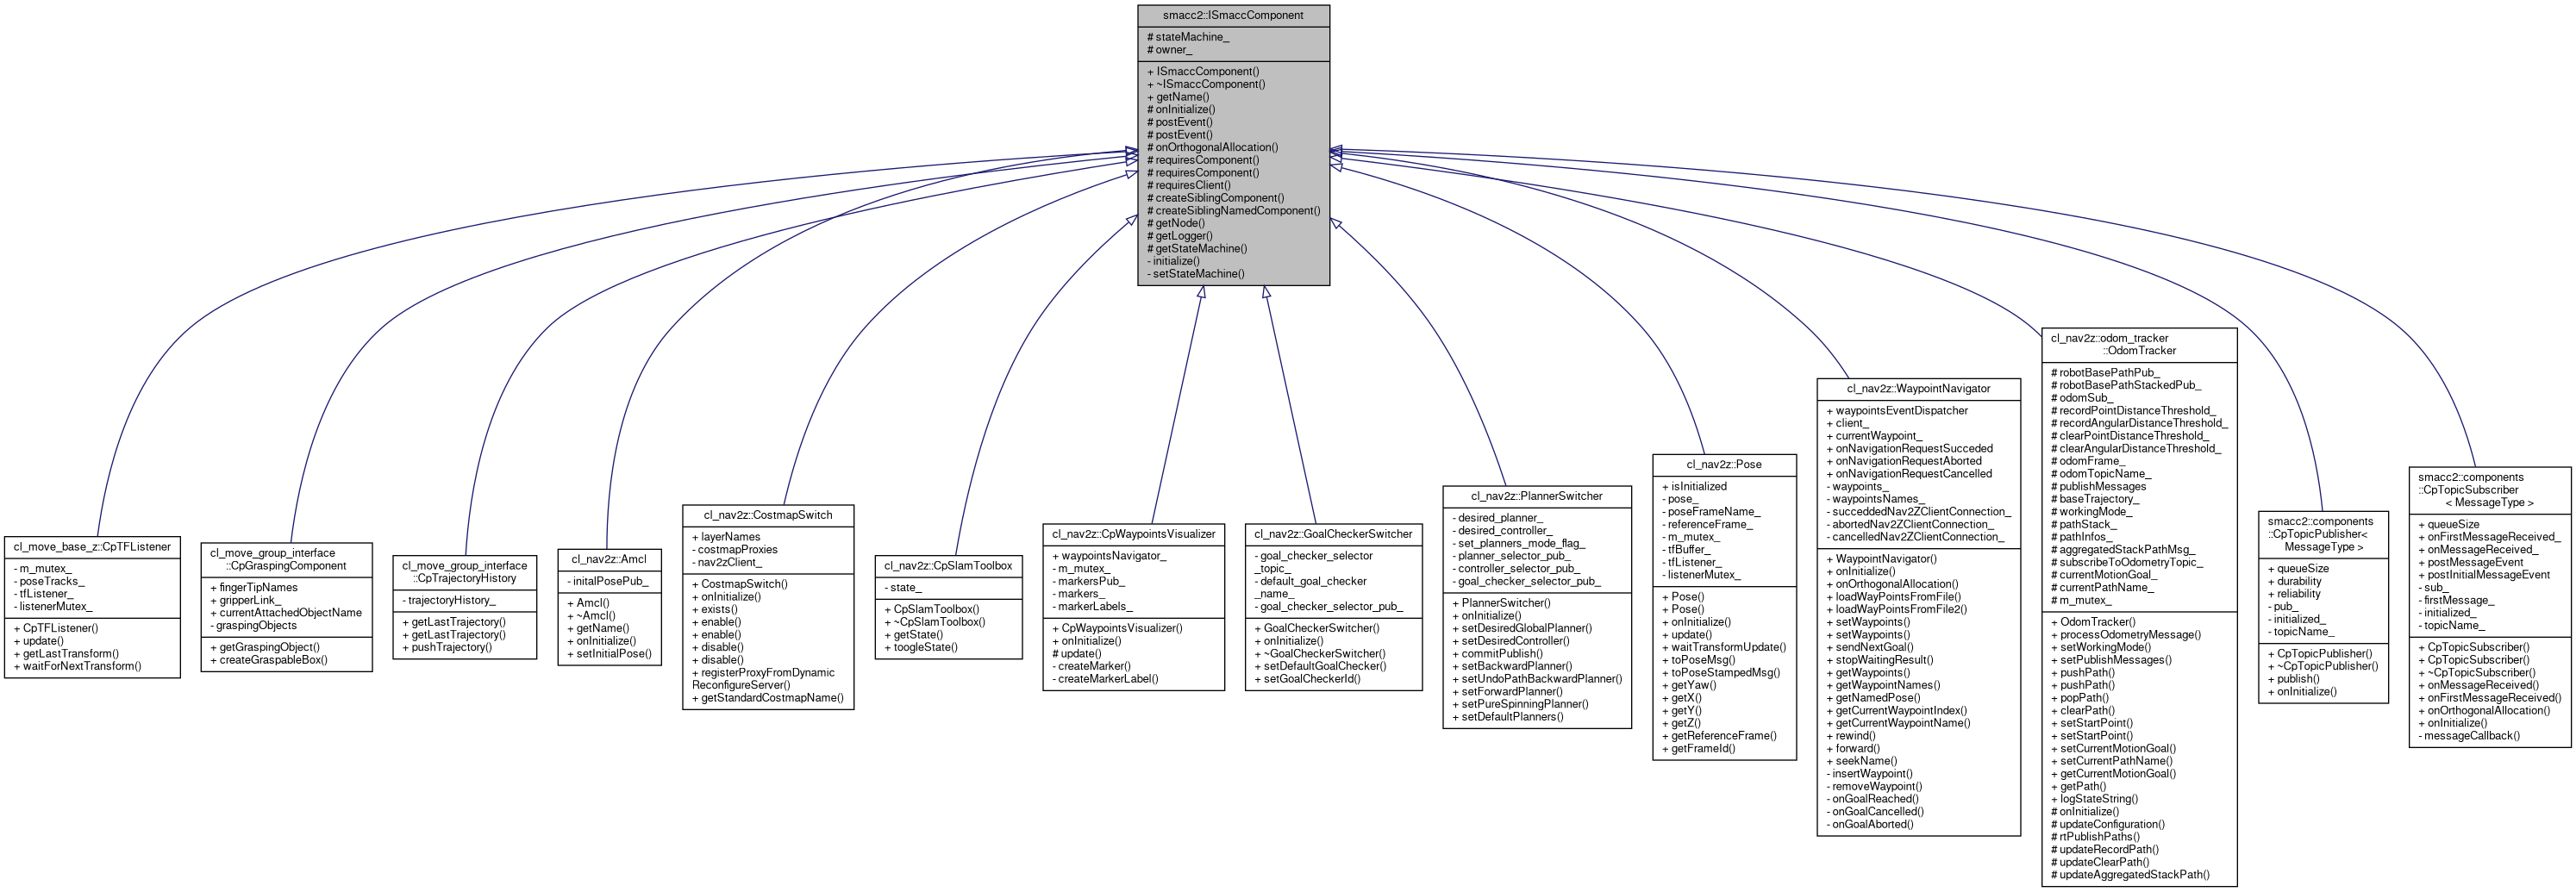 smacc2::ISmaccComponent
# stateMachine_
# owner_
+ ISmaccComponent()
+ ~ISmaccComponent()
+ getName()
# onInitialize()
# postEvent()
# postEvent()
# onOrthogonalAllocation()
# requiresComponent()
# requiresComponent()
# requiresClient()
# createSiblingComponent()
# createSiblingNamedComponent()
# getNode()
# getLogger()
# getStateMachine()
- initialize()
- setStateMachine()
cl_move_base_z::CpTFListener
- m_mutex_
- poseTracks_
- tfListener_
- listenerMutex_
+ CpTFListener()
+ update()
+ getLastTransform()
+ waitForNextTransform()
cl_move_group_interface
::CpGraspingComponent
+ fingerTipNames
+ gripperLink_
+ currentAttachedObjectName
- graspingObjects
+ getGraspingObject()
+ createGraspableBox()
cl_move_group_interface
::CpTrajectoryHistory
- trajectoryHistory_
+ getLastTrajectory()
+ getLastTrajectory()
+ pushTrajectory()
cl_nav2z::Amcl
- initalPosePub_
+ Amcl()
+ ~Amcl()
+ getName()
+ onInitialize()
+ setInitialPose()
cl_nav2z::CostmapSwitch
+ layerNames
- costmapProxies
- nav2zClient_
+ CostmapSwitch()
+ onInitialize()
+ exists()
+ enable()
+ enable()
+ disable()
+ disable()
+ registerProxyFromDynamic
ReconfigureServer()
+ getStandardCostmapName()
cl_nav2z::CpSlamToolbox
- state_
+ CpSlamToolbox()
+ ~CpSlamToolbox()
+ getState()
+ toogleState()
cl_nav2z::CpWaypointsVisualizer
+ waypointsNavigator_
- m_mutex_
- markersPub_
- markers_
- markerLabels_
+ CpWaypointsVisualizer()
+ onInitialize()
# update()
- createMarker()
- createMarkerLabel()
cl_nav2z::GoalCheckerSwitcher
- goal_checker_selector
_topic_
- default_goal_checker
_name_
- goal_checker_selector_pub_
+ GoalCheckerSwitcher()
+ onInitialize()
+ ~GoalCheckerSwitcher()
+ setDefaultGoalChecker()
+ setGoalCheckerId()
cl_nav2z::PlannerSwitcher
- desired_planner_
- desired_controller_
- set_planners_mode_flag_
- planner_selector_pub_
- controller_selector_pub_
- goal_checker_selector_pub_
+ PlannerSwitcher()
+ onInitialize()
+ setDesiredGlobalPlanner()
+ setDesiredController()
+ commitPublish()
+ setBackwardPlanner()
+ setUndoPathBackwardPlanner()
+ setForwardPlanner()
+ setPureSpinningPlanner()
+ setDefaultPlanners()
cl_nav2z::Pose
+ isInitialized
- pose_
- poseFrameName_
- referenceFrame_
- m_mutex_
- tfBuffer_
- tfListener_
- listenerMutex_
+ Pose()
+ Pose()
+ onInitialize()
+ update()
+ waitTransformUpdate()
+ toPoseMsg()
+ toPoseStampedMsg()
+ getYaw()
+ getX()
+ getY()
+ getZ()
+ getReferenceFrame()
+ getFrameId()
cl_nav2z::WaypointNavigator
+ waypointsEventDispatcher
+ client_
+ currentWaypoint_
+ onNavigationRequestSucceded
+ onNavigationRequestAborted
+ onNavigationRequestCancelled
- waypoints_
- waypointsNames_
- succeddedNav2ZClientConnection_
- abortedNav2ZClientConnection_
- cancelledNav2ZClientConnection_
+ WaypointNavigator()
+ onInitialize()
+ onOrthogonalAllocation()
+ loadWayPointsFromFile()
+ loadWayPointsFromFile2()
+ setWaypoints()
+ setWaypoints()
+ sendNextGoal()
+ stopWaitingResult()
+ getWaypoints()
+ getWaypointNames()
+ getNamedPose()
+ getCurrentWaypointIndex()
+ getCurrentWaypointName()
+ rewind()
+ forward()
+ seekName()
- insertWaypoint()
- removeWaypoint()
- onGoalReached()
- onGoalCancelled()
- onGoalAborted()
cl_nav2z::odom_tracker
::OdomTracker
# robotBasePathPub_
# robotBasePathStackedPub_
# odomSub_
# recordPointDistanceThreshold_
# recordAngularDistanceThreshold_
# clearPointDistanceThreshold_
# clearAngularDistanceThreshold_
# odomFrame_
# odomTopicName_
# publishMessages
# baseTrajectory_
# workingMode_
# pathStack_
# pathInfos_
# aggregatedStackPathMsg_
# subscribeToOdometryTopic_
# currentMotionGoal_
# currentPathName_
# m_mutex_
+ OdomTracker()
+ processOdometryMessage()
+ setWorkingMode()
+ setPublishMessages()
+ pushPath()
+ pushPath()
+ popPath()
+ clearPath()
+ setStartPoint()
+ setStartPoint()
+ setCurrentMotionGoal()
+ setCurrentPathName()
+ getCurrentMotionGoal()
+ getPath()
+ logStateString()
# onInitialize()
# updateConfiguration()
# rtPublishPaths()
# updateRecordPath()
# updateClearPath()
# updateAggregatedStackPath()
smacc2::components
::CpTopicPublisher<
MessageType >
+ queueSize
+ durability
+ reliability
- pub_
- initialized_
- topicName_
+ CpTopicPublisher()
+ ~CpTopicPublisher()
+ publish()
+ onInitialize()
smacc2::components
::CpTopicSubscriber
< MessageType >
+ queueSize
+ onFirstMessageReceived_
+ onMessageReceived_
+ postMessageEvent
+ postInitialMessageEvent
- sub_
- firstMessage_
- initialized_
- topicName_
+ CpTopicSubscriber()
+ CpTopicSubscriber()
+ ~CpTopicSubscriber()
+ onMessageReceived()
+ onFirstMessageReceived()
+ onOrthogonalAllocation()
+ onInitialize()
- messageCallback()